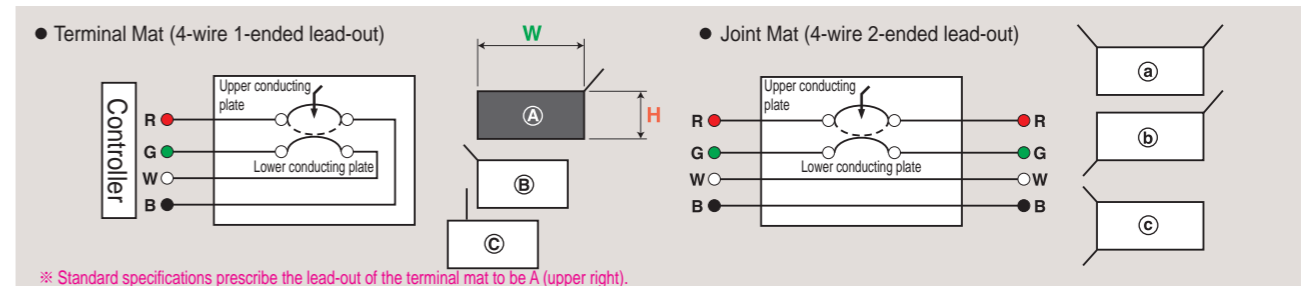 ● Terminal Mat (4-wire 1-ended lead-out)
Controller
R
G
W
B
Upper conducting
plate
Lower conducting plate
W
H
Ⓐ
Ⓑ
Ⓒ
※ Standard specifications prescribe the lead-out of the terminal mat to be A (upper right).
● Joint Mat (4-wire 2-ended lead-out)
Upper conducting
plate
Lower conducting plate
R R
G G
W W
B B
ⓐ
ⓑ
ⓒ